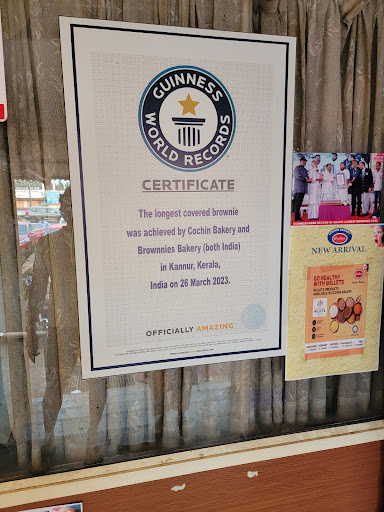 GUINNESS
WORLD RECORDS
CERTIFICATE
The longest covered brownie
was achieved by Cochin Bakery and
Brownnies Bakery (both India)
in Kannur, Kerala,
India on 26 March 2023.
OFFICIALLY AMAZING
NEW ARRIVAL
GO HEALTHY
WITH MILLETS